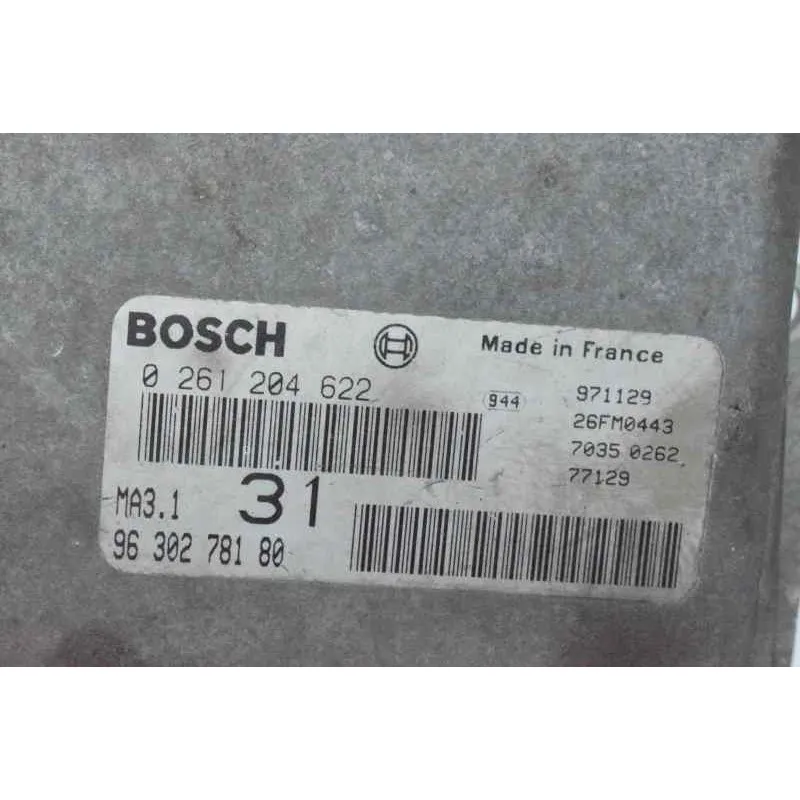 BOSCH
Made in France
0 261 204 622
944
971129
26FM0443
7035 0262
77129
MA3.1
31
96 302 781 80